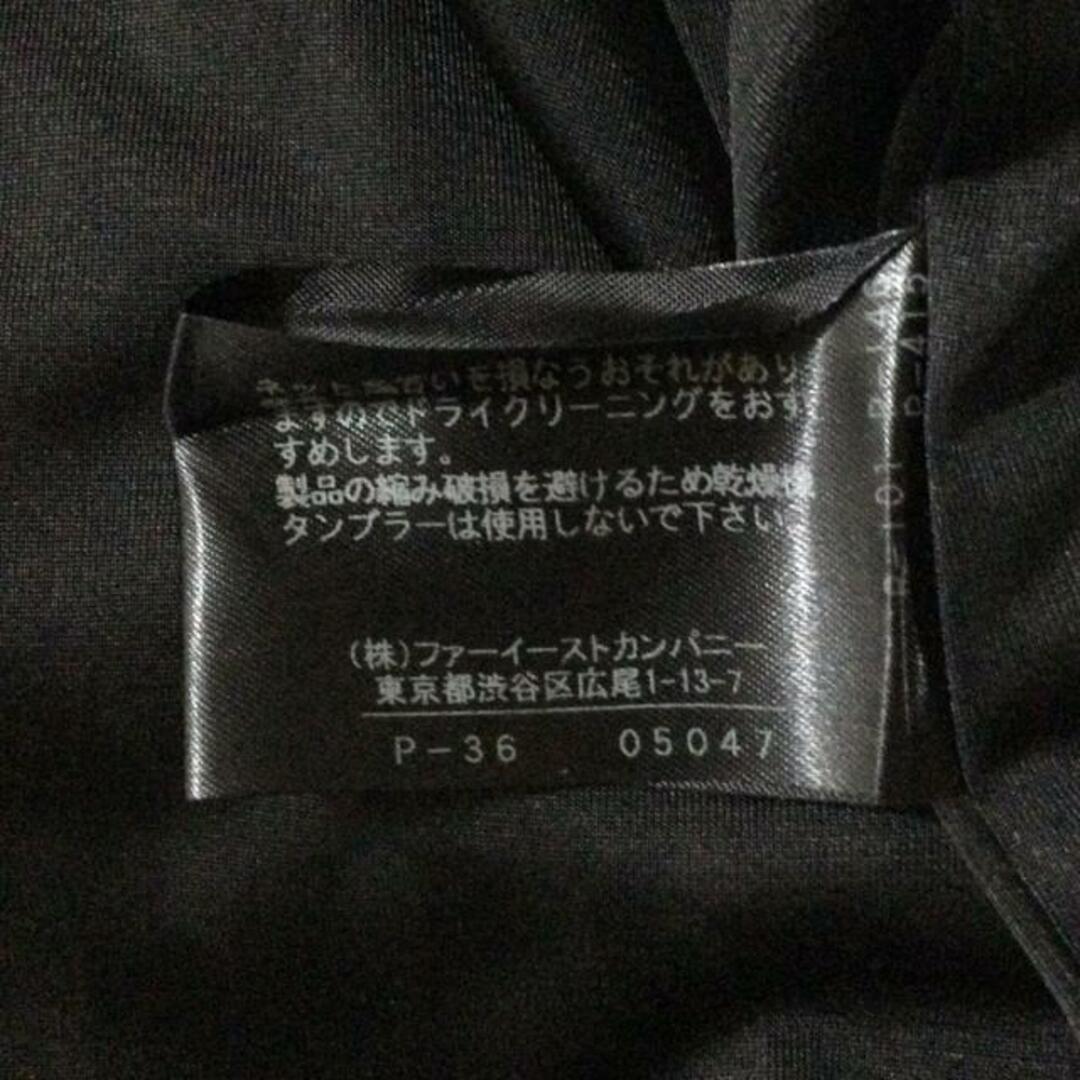 いを損なうおそれがあり
ますのでドライクリーニングをおす
すめします。
製品の縮み破損を避けるため乾燥機
タンブラーは使用しないで下さい。
(株)ファーイーストカンパニー
東京都渋谷区広尾1-13-7
P-36 05047